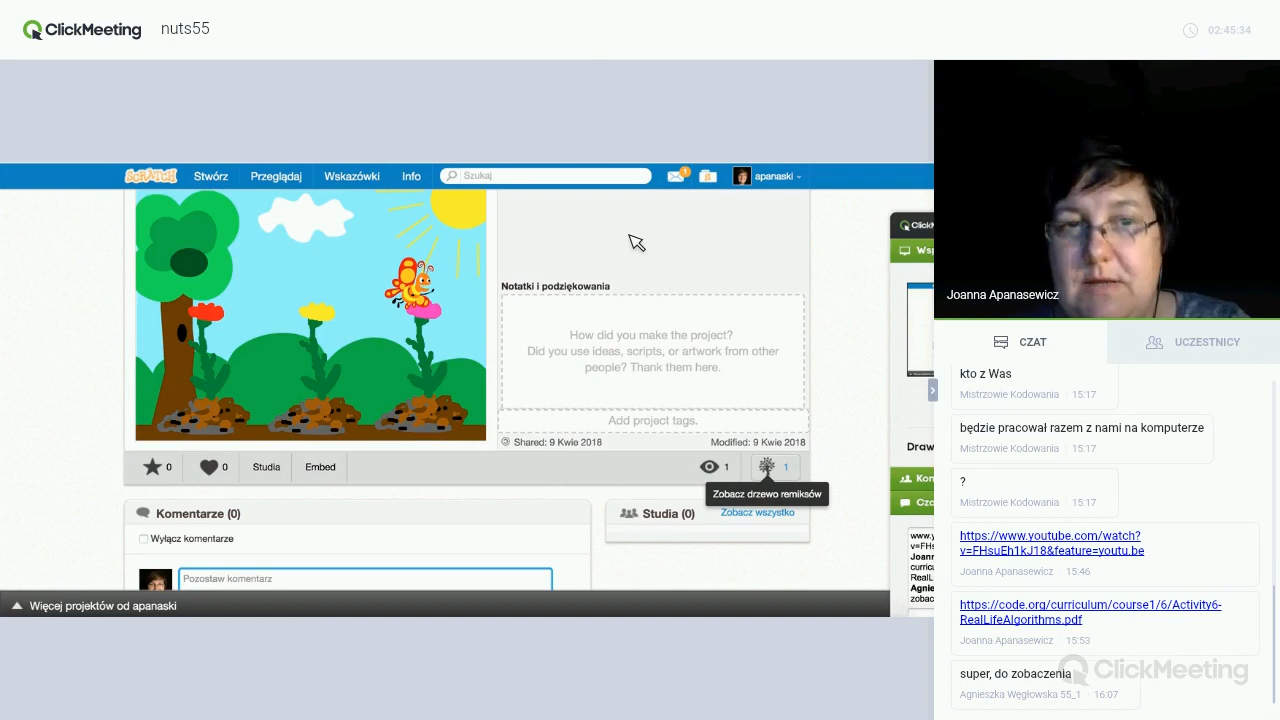 ClickMeeting
nuts55
02:45:34
SCRATCH
Stwórz
Przeglądaj
Wskazówki
Info
Szukaj
1
apanaski
Notatki i podziękowania
How did you make the project?
Did you use ideas, scripts, or artwork from other
people? Thank them here.
Add project tags.
Shared: 9 Kwie 2018
Modified: 9 Kwie 2018
0
0
Studia
Embed
1
1
Zobacz drzewo remiksów
Komentarze (0)
Studia (0)
Zobacz wszystko
Wyłącz komentarze
Pozostaw komentarz
Więcej projektów od apanaski
Joanna Apanasewicz
CZAT
UCZESTNICY
kto z Was
Mistrzowie Kodowania 15:17
będzie pracował razem z nami na komputerze
Mistrzowie Kodowania 15:17
?
Mistrzowie Kodowania 15:17
https://www.youtube.com/watch?
v=FHsuEh1kJ18&feature=youtu.be
Joanna Apanasewicz 15:46
https://code.org/curriculum/course1/6/Activity6-
RealLifeAlgorithms.pdf
Joanna Apanasewicz 15:53
super, do zobaczenia
Agnieszka Węgłowska 55_1 16:07
ClickMeeting